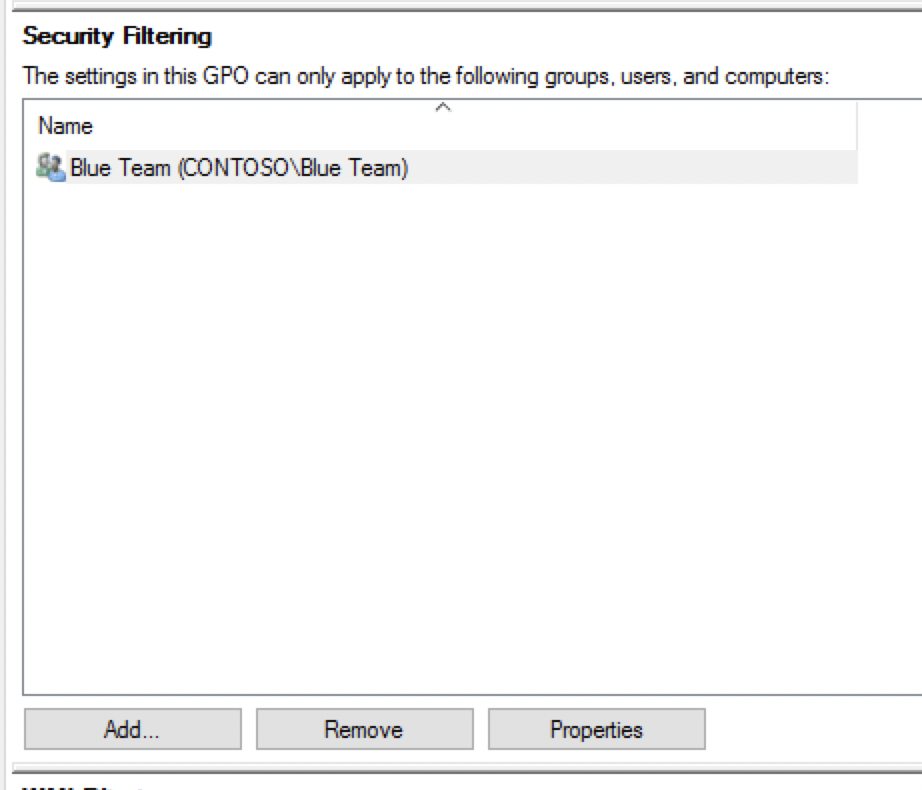 Security Filtering
The settings in this GPO can only apply to the following groups, users, and computers:
Name
Blue Team (CONTOSO\Blue Team)
Add... Remove Properties